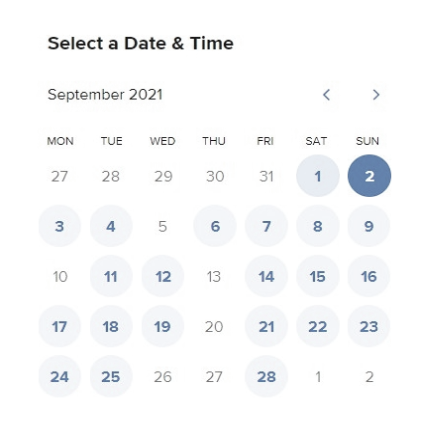 Select a Date & Time
September 2021
MON TUE WED THU FRI SAT SUN
27 28 29 30 31 1 2
3 4 5 6 7 8 9
10 11 12 13 14 15 16
17 18 19 20 21 22 23
24 25 26 27 28 1 2